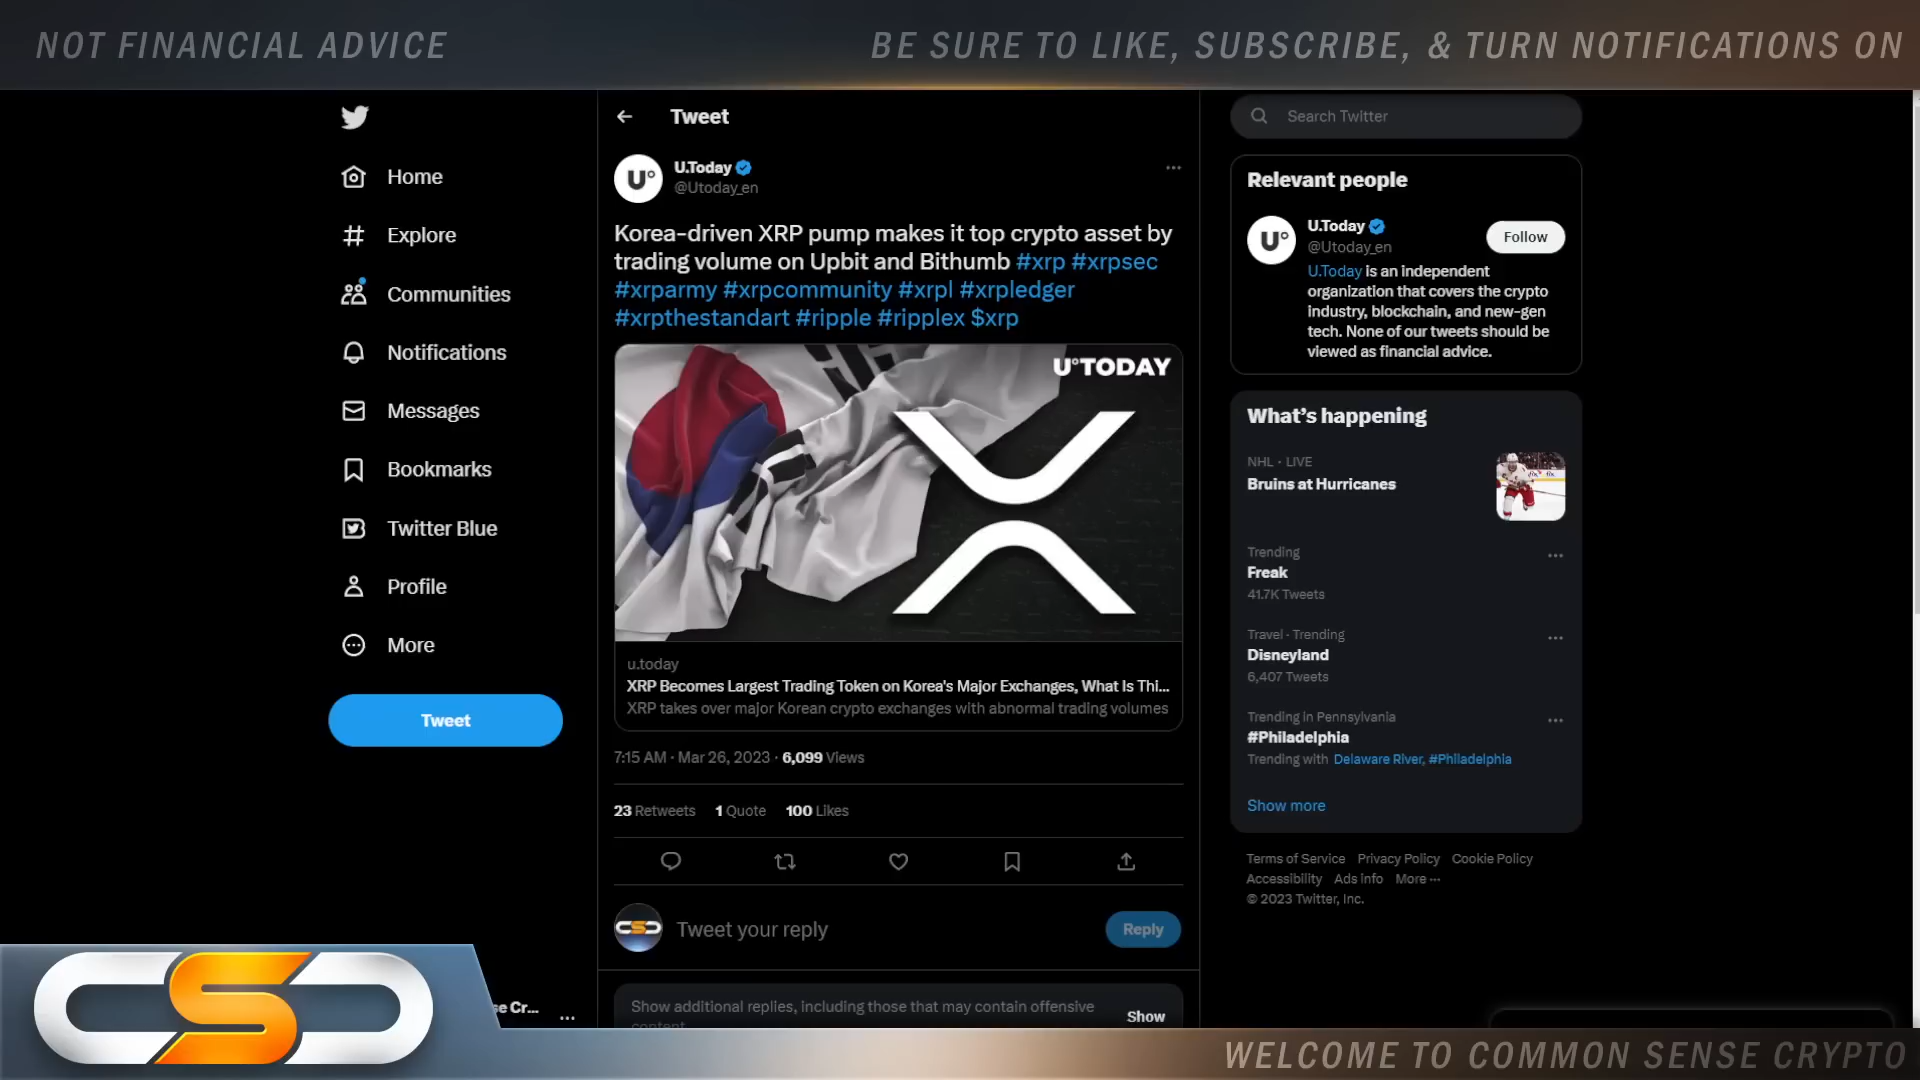 NOT FINANCIAL ADVICE
BE SURE TO LIKE, SUBSCRIBE, & TURN NOTIFICATIONS ON
Home
Explore
Communities
Notifications
Messages
Bookmarks
Twitter Blue
Profile
More
Tweet
Tweet
U.Today
@Utoday_en
Korea-driven XRP pump makes it top crypto asset by
trading volume on Upbit and Bithumb #xrp #xrpsec
#xrparmy #xrpcommunity #xrpl #xrpledger
#xrpthestandart #ripple #ripplex $xrp
U°TODAY
u.today
XRP Becomes Largest Trading Token on Korea's Major Exchanges, What Is Thi...
XRP takes over major Korean crypto exchanges with abnormal trading volumes
7:15 AM · Mar 26, 2023 · 6,099 Views
23 Retweets 1 Quote 100 Likes
Tweet your reply
Reply
Show additional replies, including those that may contain offensive
content
Show
Search Twitter
Relevant people
U.Today
@Utoday_en
Follow
U.Today is an independent
organization that covers the crypto
industry, blockchain, and new-gen
tech. None of our tweets should be
viewed as financial advice.
What's happening
NHL · LIVE
Bruins at Hurricanes
Trending
Freak
41.7K Tweets
Travel · Trending
Disneyland
6,407 Tweets
Trending in Pennsylvania
#Philadelphia
Trending with Delaware River, #Philadelphia
Show more
Terms of Service Privacy Policy Cookie Policy
Accessibility Ads info More ...
© 2023 Twitter, Inc.
CSC
se Cr...
WELCOME TO COMMON SENSE CRYPTO